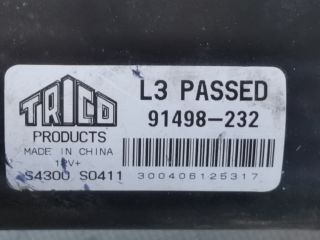 TRICO
PRODUCTS
MADE IN CHINA
12V+
S4300 S0411
L3 PASSED
91498-232
300406125317